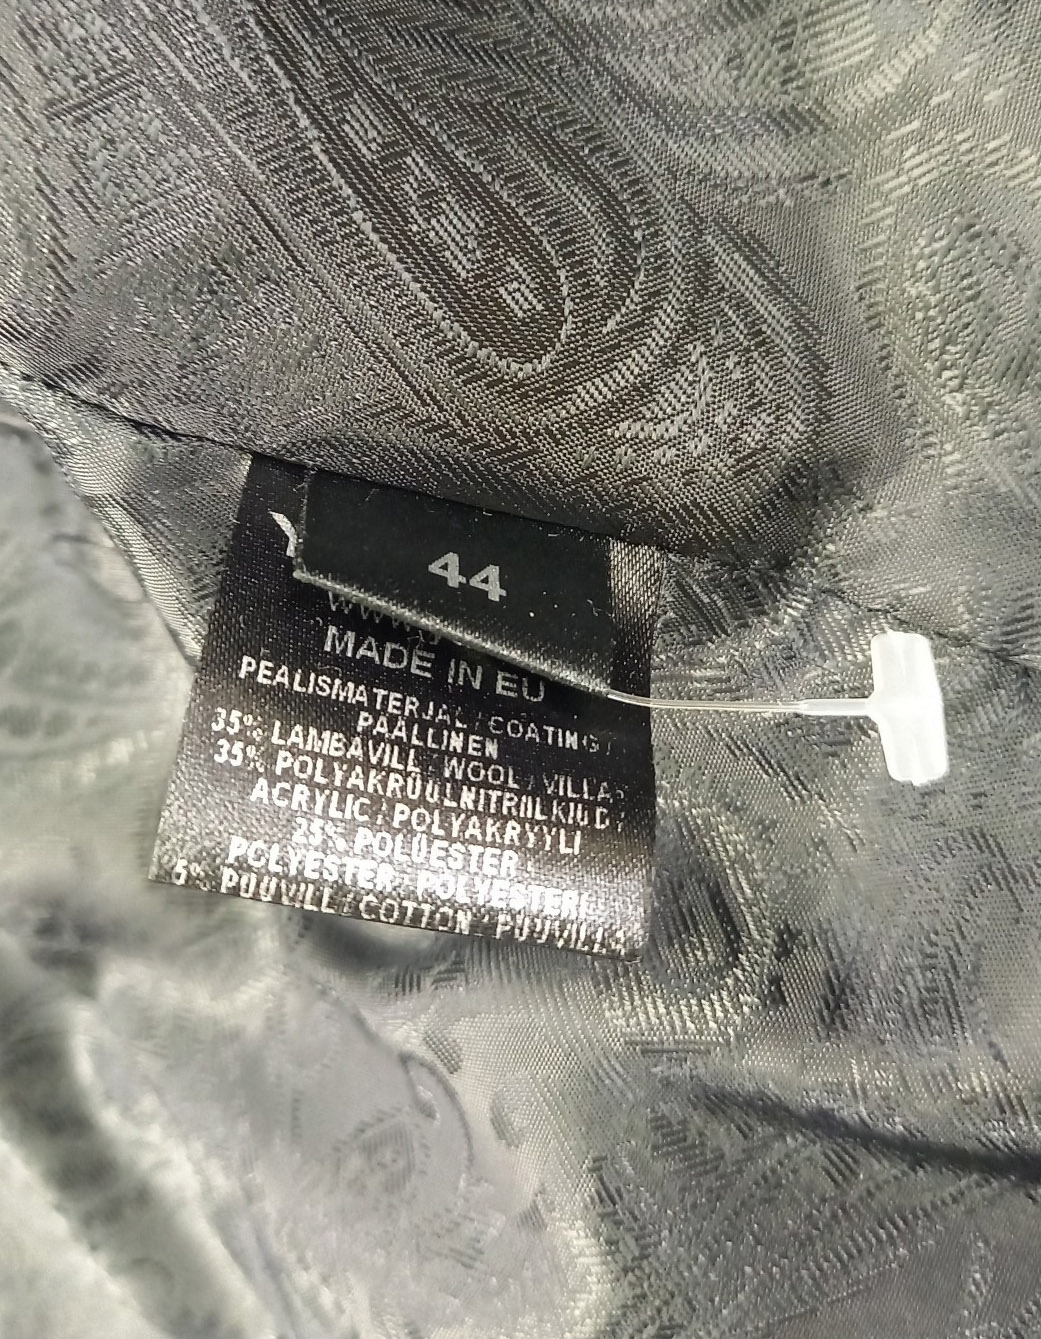 44
MADE IN EU
PEALISMATERJAL / COATING /
PÄÄLLINEN
35% LAMBAVILL / WOOL / VILLA;
35% POLYAKRÜÜLNITRIILKIUD /
ACRYLIC / POLYAKRYYLI
25% POLÜESTER /
POLYESTER / POLYESTERI
5% PUUVILL / COTTON / PUUVILLA